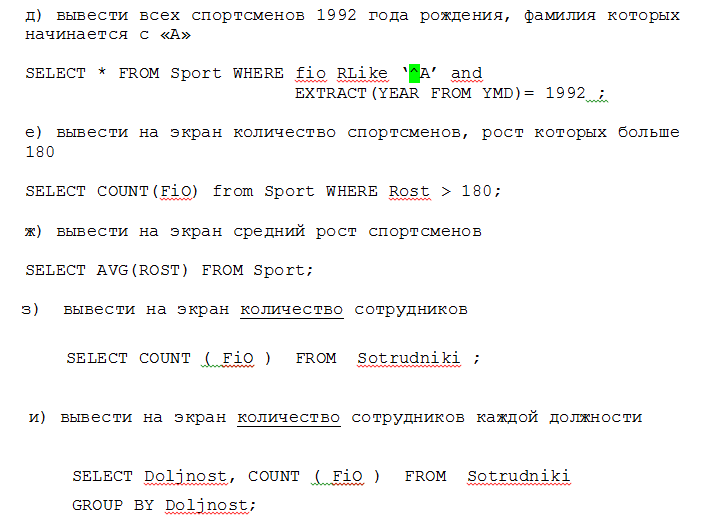 д) вывести всех спортсменов 1992 года рождения, фамилия которых
начинается с «А»
SELECT * FROM Sport WHERE fio RLike ‘^А’ and
EXTRACT(YEAR FROM YMD)= 1992 ;
е) вывести на экран количество спортсменов, рост которых больше
180
SELECT COUNT(FiO) from Sport WHERE Rost > 180;
ж) вывести на экран средний рост спортсменов
SELECT AVG(ROST) FROM Sport;
з) вывести на экран количество сотрудников
SELECT COUNT ( FiO ) FROM Sotrudniki ;
и) вывести на экран количество сотрудников каждой должности
SELECT Doljnost, COUNT ( FiO ) FROM Sotrudniki
GROUP BY Doljnost;